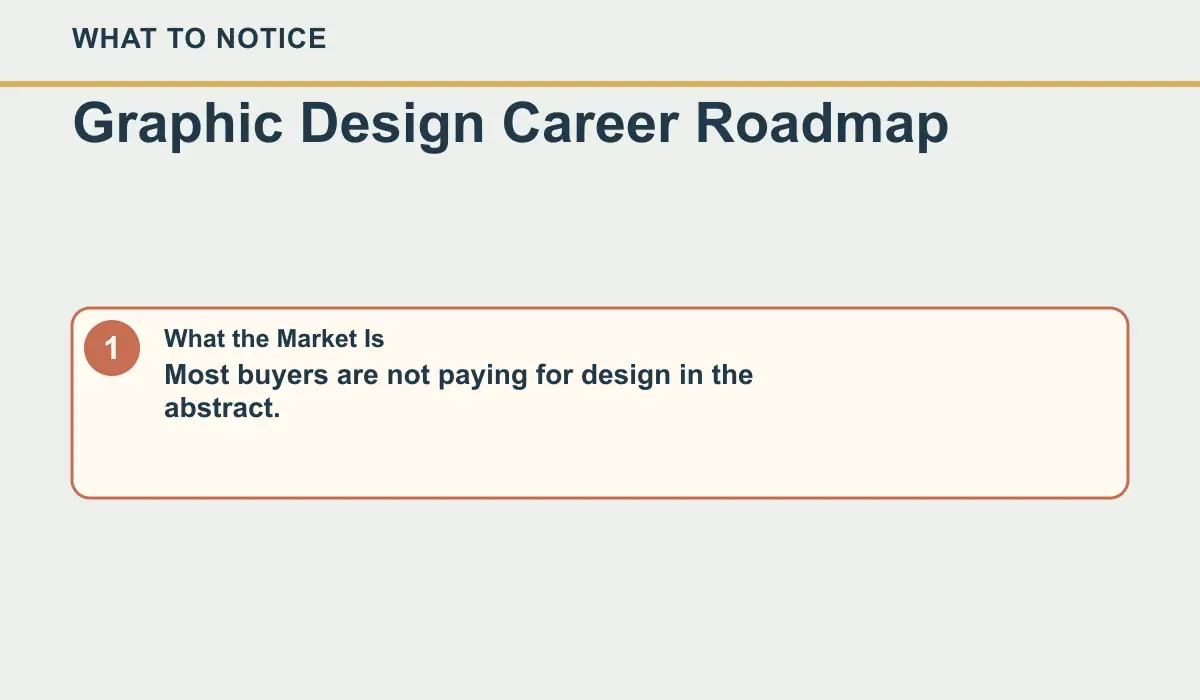 WHAT TO NOTICE
Graphic Design Career Roadmap
1
What the Market Is
Most buyers are not paying for design in the
abstract.